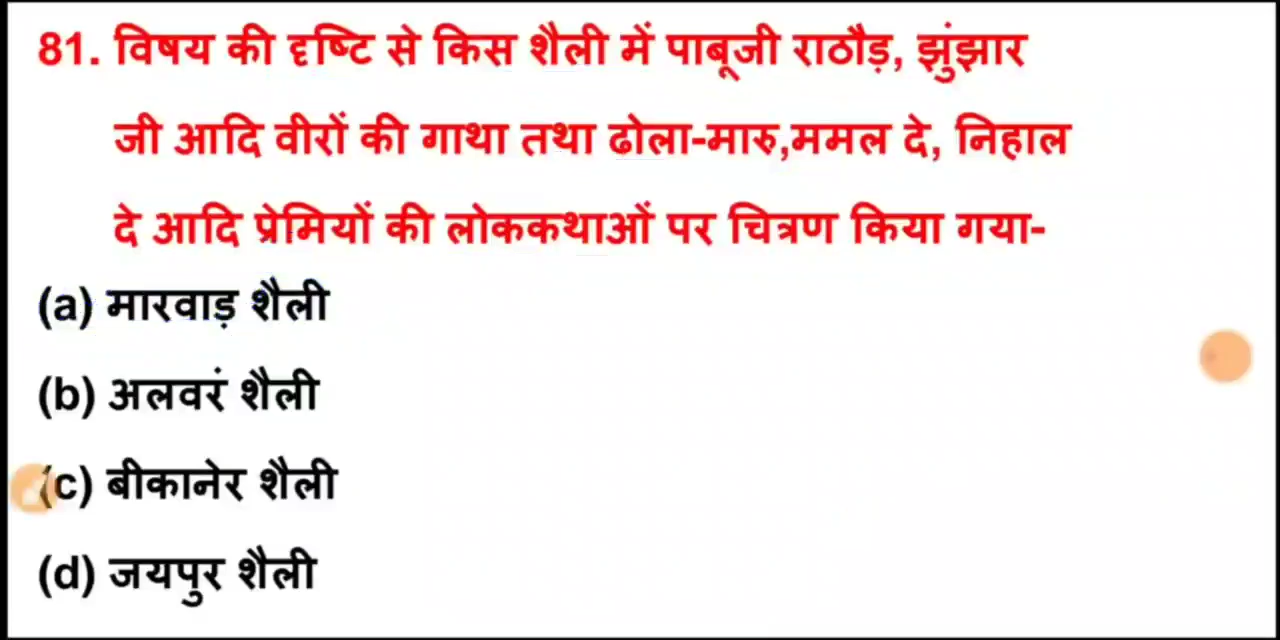 81. विषय की दृष्टि से किस शैली में पाबूजी राठौड़, झुंझार
जी आदि वीरों की गाथा तथा ढोला-मारु,ममल दे, निहाल
दे आदि प्रेमियों की लोककथाओं पर चित्रण किया गया-
(a) मारवाड़ शैली
(b) अलवरं शैली
(c) बीकानेर शैली
(d) जयपुर शैली